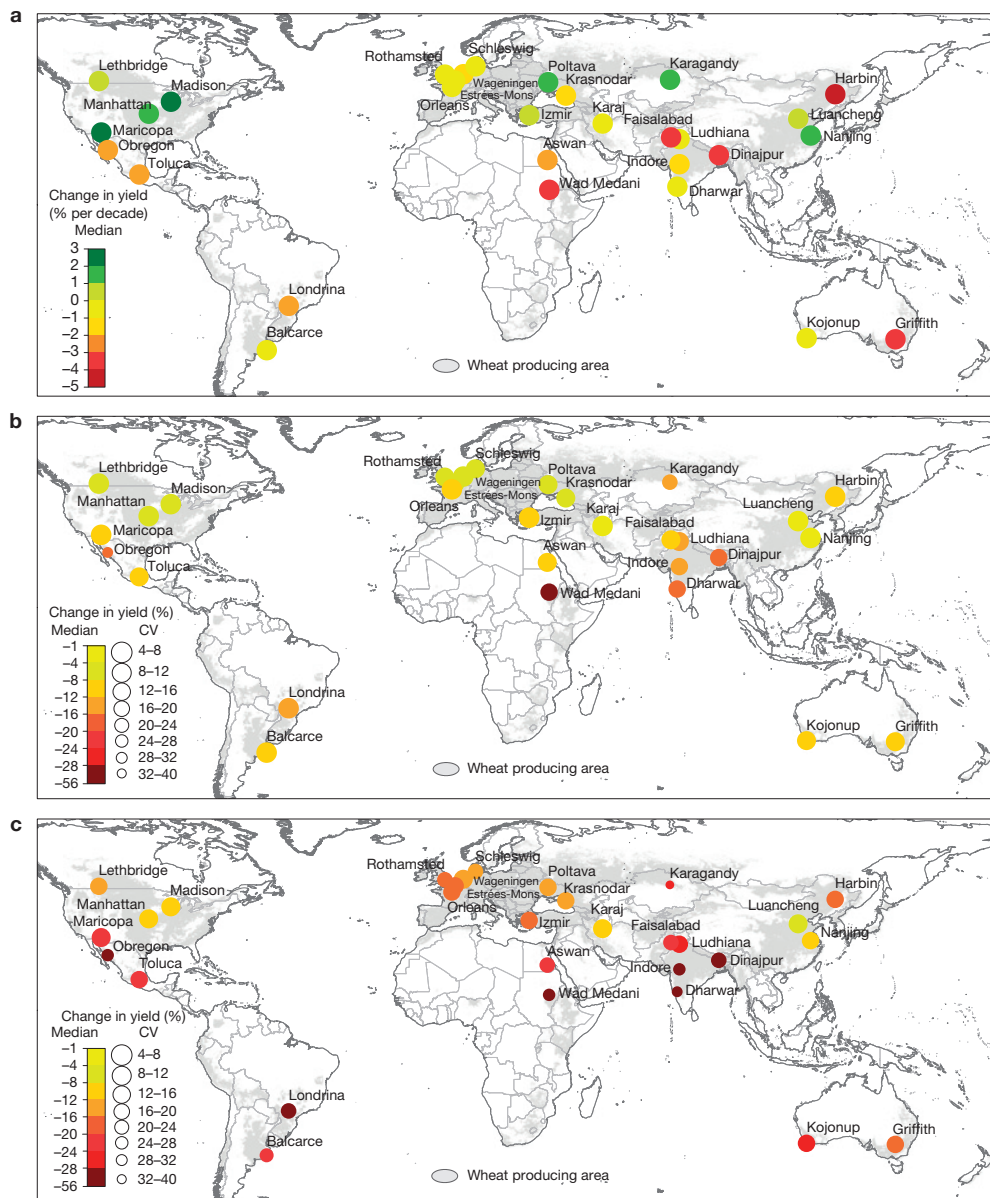 a
Rothamsted
Schleswig
Lethbridge
Madison
Wageningen
Estrées-Mons
Poltava
Krasnodar
Karagandy
Harbin
Manhattan
Orleans
Izmir
Karaj
Faisalabad
Luancheng
Maricopa
Obregon
Ludhiana
Nanjing
Toluca
Aswan
Indore
Dinajpur
Change in yield
(% per decade)
Median
Wad Medani
Dharwar
3
2
1
0
−1
−2
−3
−4
−5
Londrina
Balcarce
Kojonup
Griffith
Wheat producing area
b
Rothamsted
Schleswig
Lethbridge
Madison
Wageningen
Estrées-Mons
Poltava
Krasnodar
Karagandy
Harbin
Manhattan
Orleans
Izmir
Karaj
Faisalabad
Luancheng
Maricopa
Obregon
Ludhiana
Nanjing
Toluca
Aswan
Indore
Dinajpur
Wad Medani
Dharwar
Change in yield (%)
Median CV
−1
−4
−8
−12
−16
−20
−24
−28
−56
4–8
8–12
12–16
16–20
20–24
24–28
28–32
32–40
Londrina
Balcarce
Kojonup
Griffith
Wheat producing area
c
Rothamsted
Schleswig
Lethbridge
Madison
Wageningen
Estrées-Mons
Poltava
Krasnodar
Karagandy
Harbin
Manhattan
Orleans
Izmir
Karaj
Faisalabad
Luancheng
Maricopa
Obregon
Ludhiana
Nanjing
Toluca
Aswan
Indore
Dinajpur
Wad Medani
Dharwar
Change in yield (%)
Median CV
−1
−4
−8
−12
−16
−20
−24
−28
−56
4–8
8–12
12–16
16–20
20–24
24–28
28–32
32–40
Londrina
Balcarce
Kojonup
Griffith
Wheat producing area